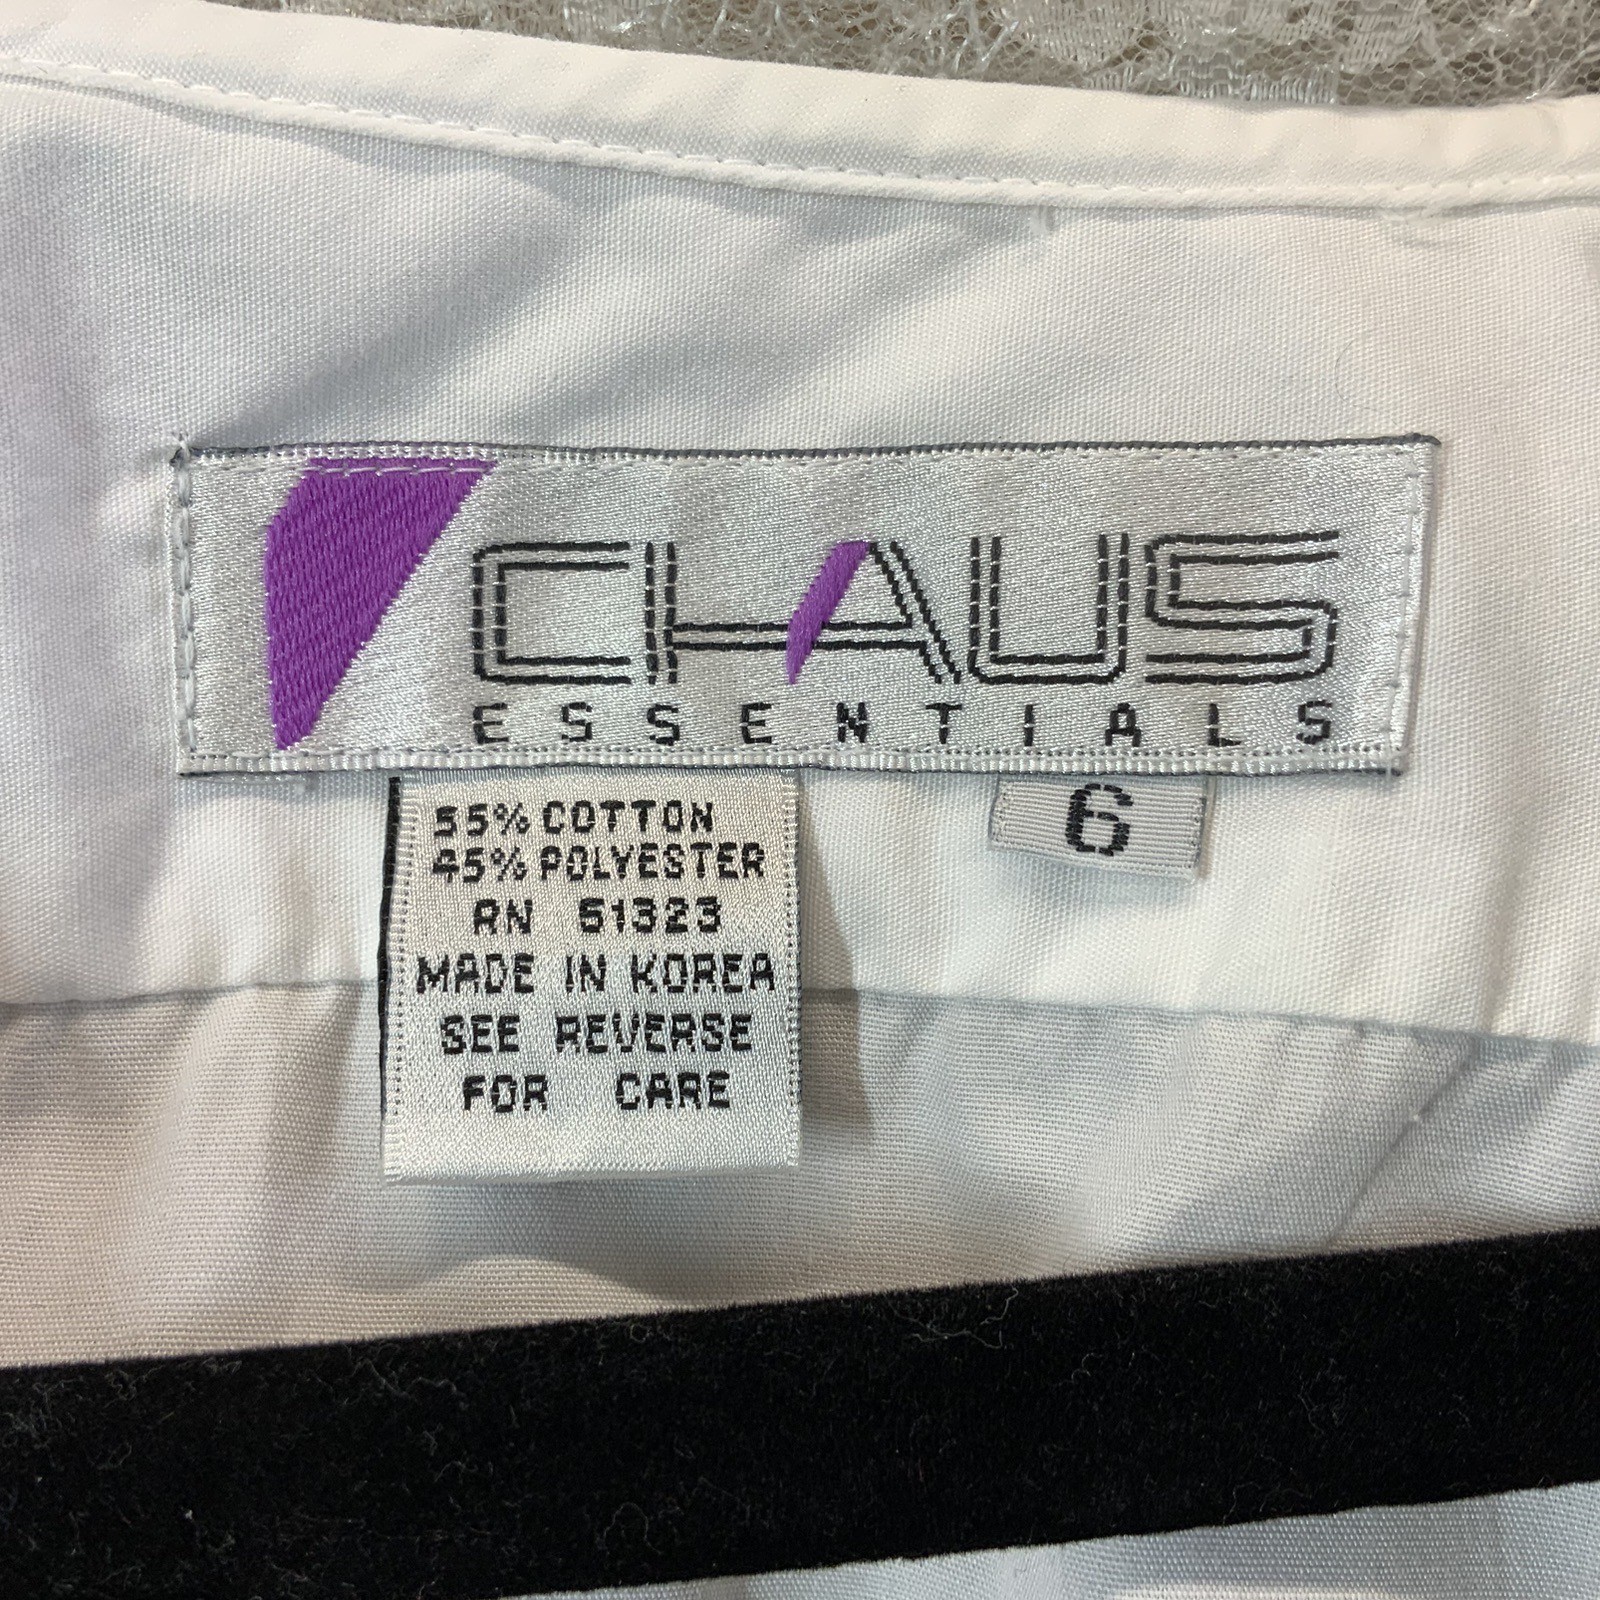 CHAUS
ESSENTIALS
6
55% COTTON
45% POLYESTER
RN 51323
MADE IN KOREA
SEE REVERSE
FOR CARE